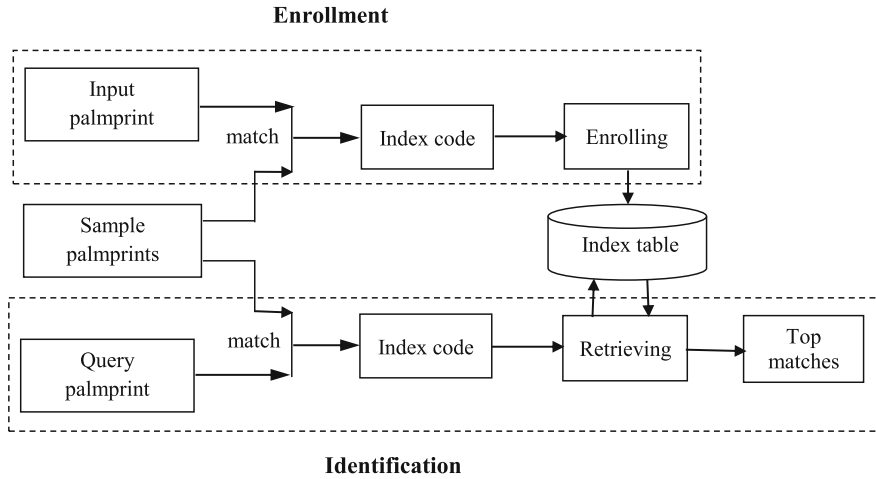 Enrollment
Input
palmprint
match
Index code
Enrolling
Sample
palmprints
Index table
match
Index code
Retrieving
Top
matches
Query
palmprint
Identification